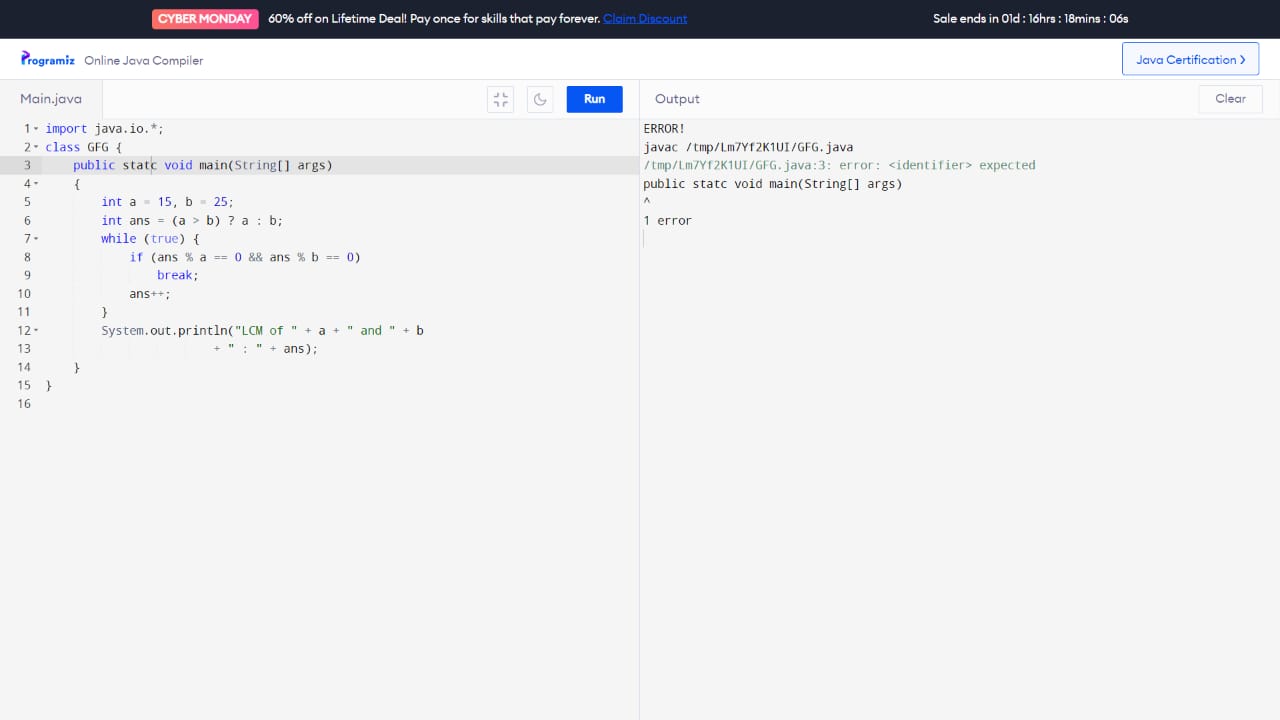 CYBER MONDAY 60% off on Lifetime Deal! Pay once for skills that pay forever. Claim Discount Sale ends in 01d : 16hrs : 18mins : 06s
Programiz Online Java Compiler Java Certification >
Main.java Run Output Clear
1 import java.io.*;
2 class GFG {
3 public statc void main(String[] args)
4 {
5 int a = 15, b = 25;
6 int ans = (a > b) ? a : b;
7 while (true) {
8 if (ans % a == 0 && ans % b == 0)
9 break;
10 ans++;
11 }
12 System.out.println("LCM of " + a + " and " + b
13 + " : " + ans);
14 }
15 }
16
ERROR!
javac /tmp/Lm7Yf2K1UI/GFG.java
/tmp/Lm7Yf2K1UI/GFG.java:3: error: <identifier> expected
public statc void main(String[] args)
^
1 error